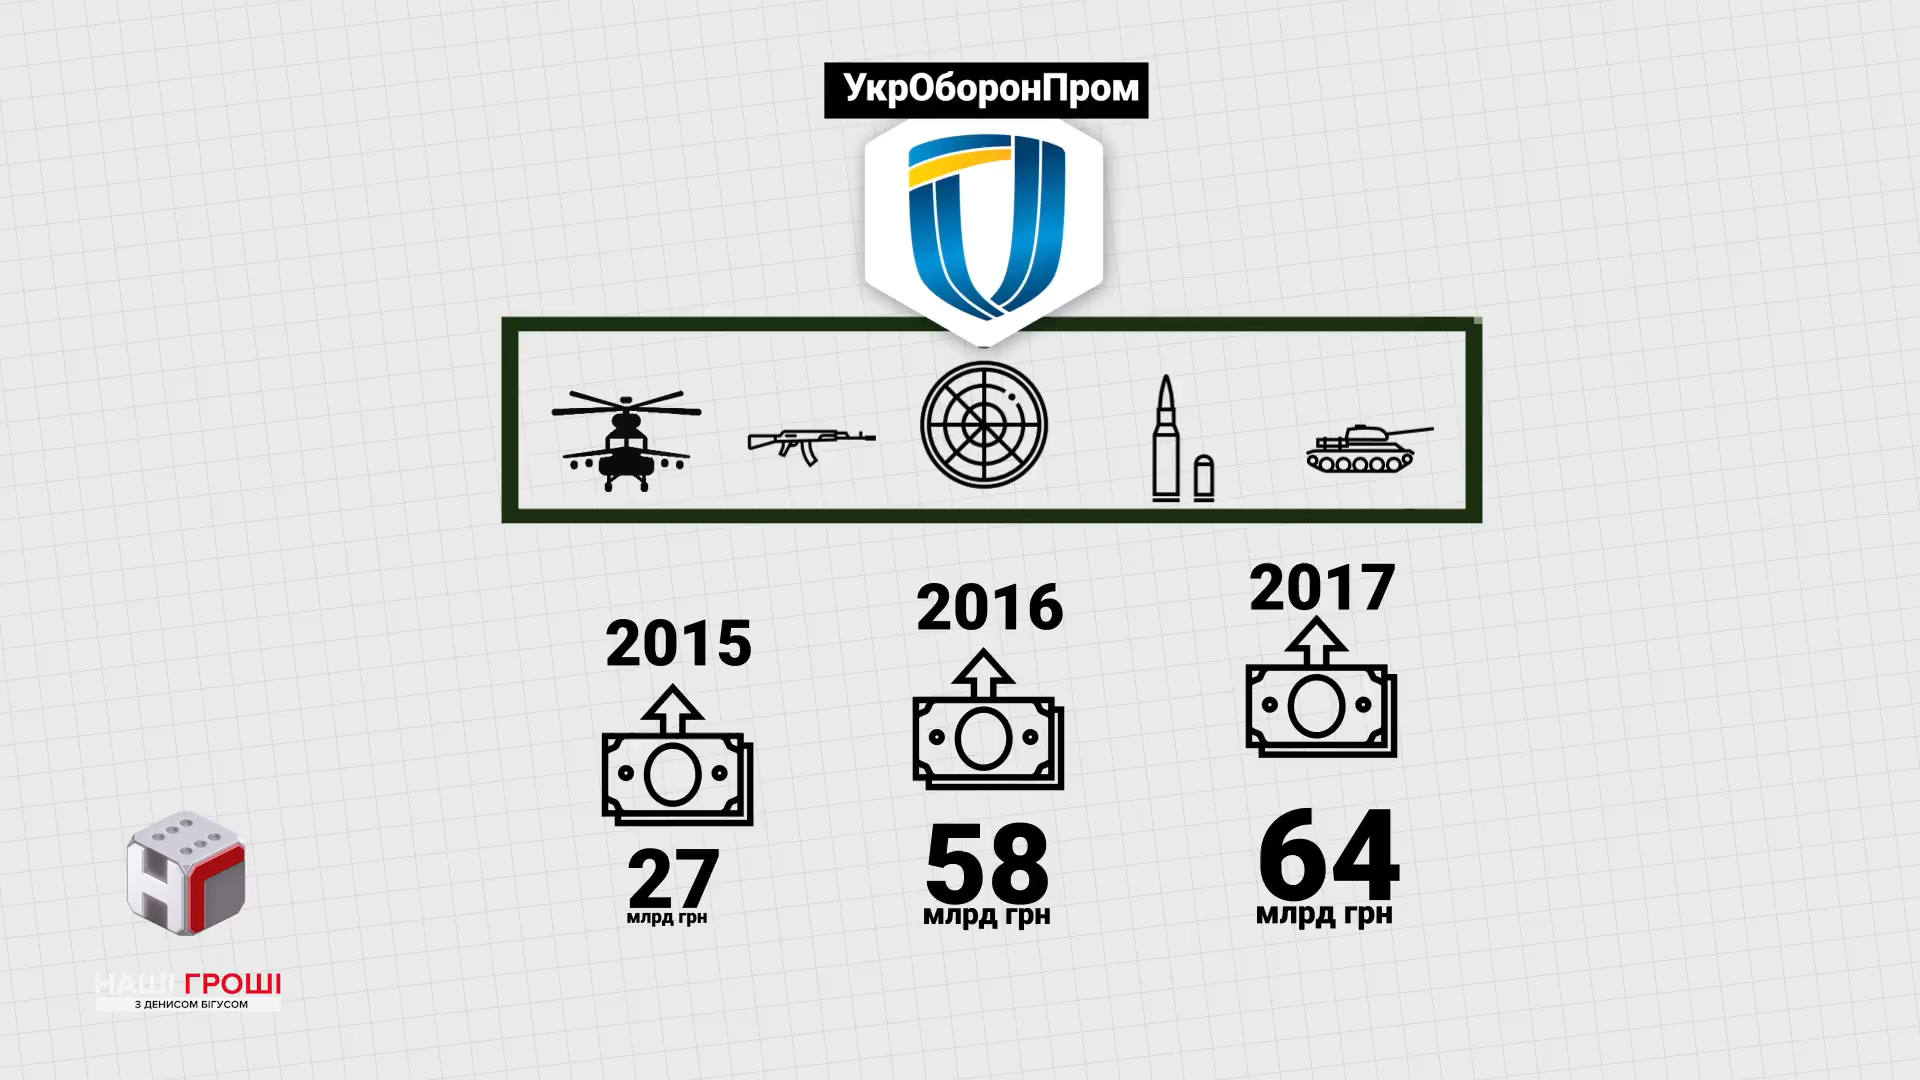 УкрОборонПром
2015
2016
2017
27
млрд грн
58
млрд грн
64
млрд грн
НАШІ ГРОШІ
З ДЕНИСОМ БІГУСОМ